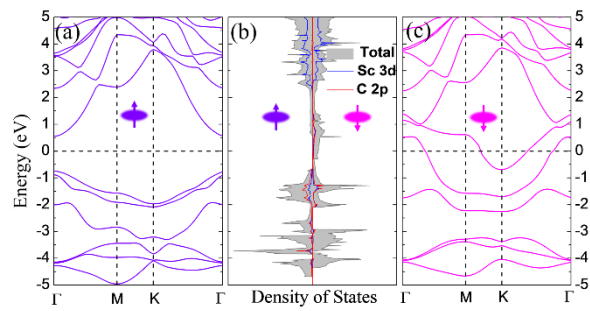 5 (a) (b) (c) 5
4 4
3 Total 3
Sc 3d
2 C 2p 2
1 1
Energy (eV)
0 0
-1 -1
-2 -2
-3 -3
-4 -4
-5 -5
Γ M K Γ Density of States Γ M K Γ